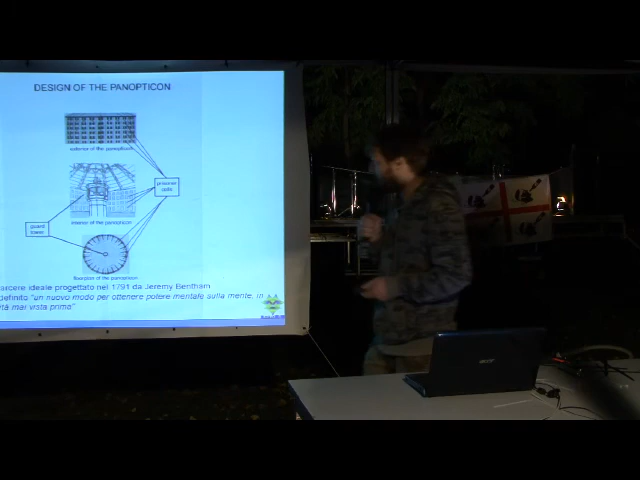 DESIGN OF THE PANOPTICON
exterior of the panopticon
prisoner
cells
interior of the panopticon
guard
tower
floorplan of the panopticon
arcere ideale progettato nel 1791 da Jeremy Bentham
definito "un nuovo modo per ottenere potere mentale sulla mente, in
ità mai vista prima"
acer